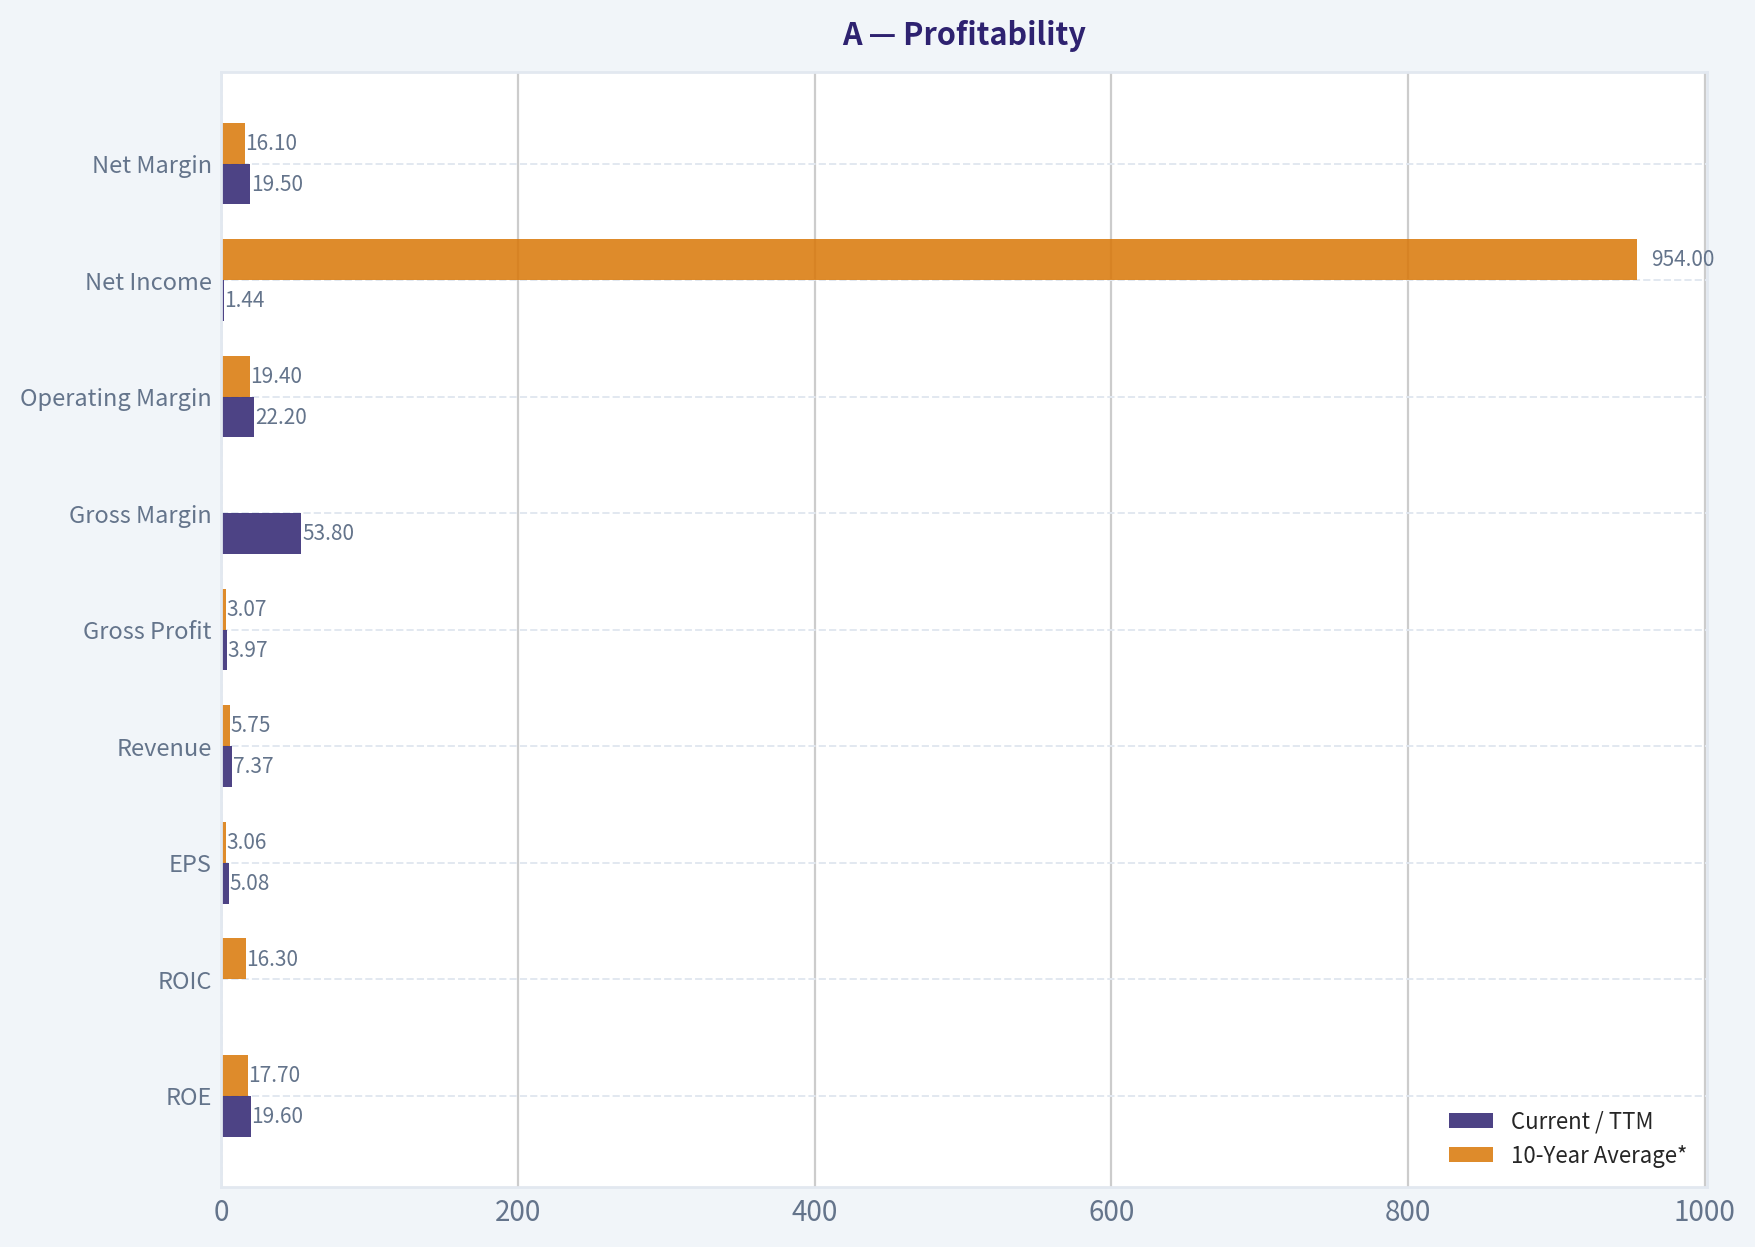 A — Profitability
Net Margin
16.10
19.50
Net Income
954.00
1.44
Operating Margin
19.40
22.20
Gross Margin
53.80
Gross Profit
3.07
3.97
Revenue
5.75
7.37
EPS
3.06
5.08
ROIC
16.30
ROE
17.70
19.60
Current / TTM
10-Year Average*
0 200 400 600 800 1000